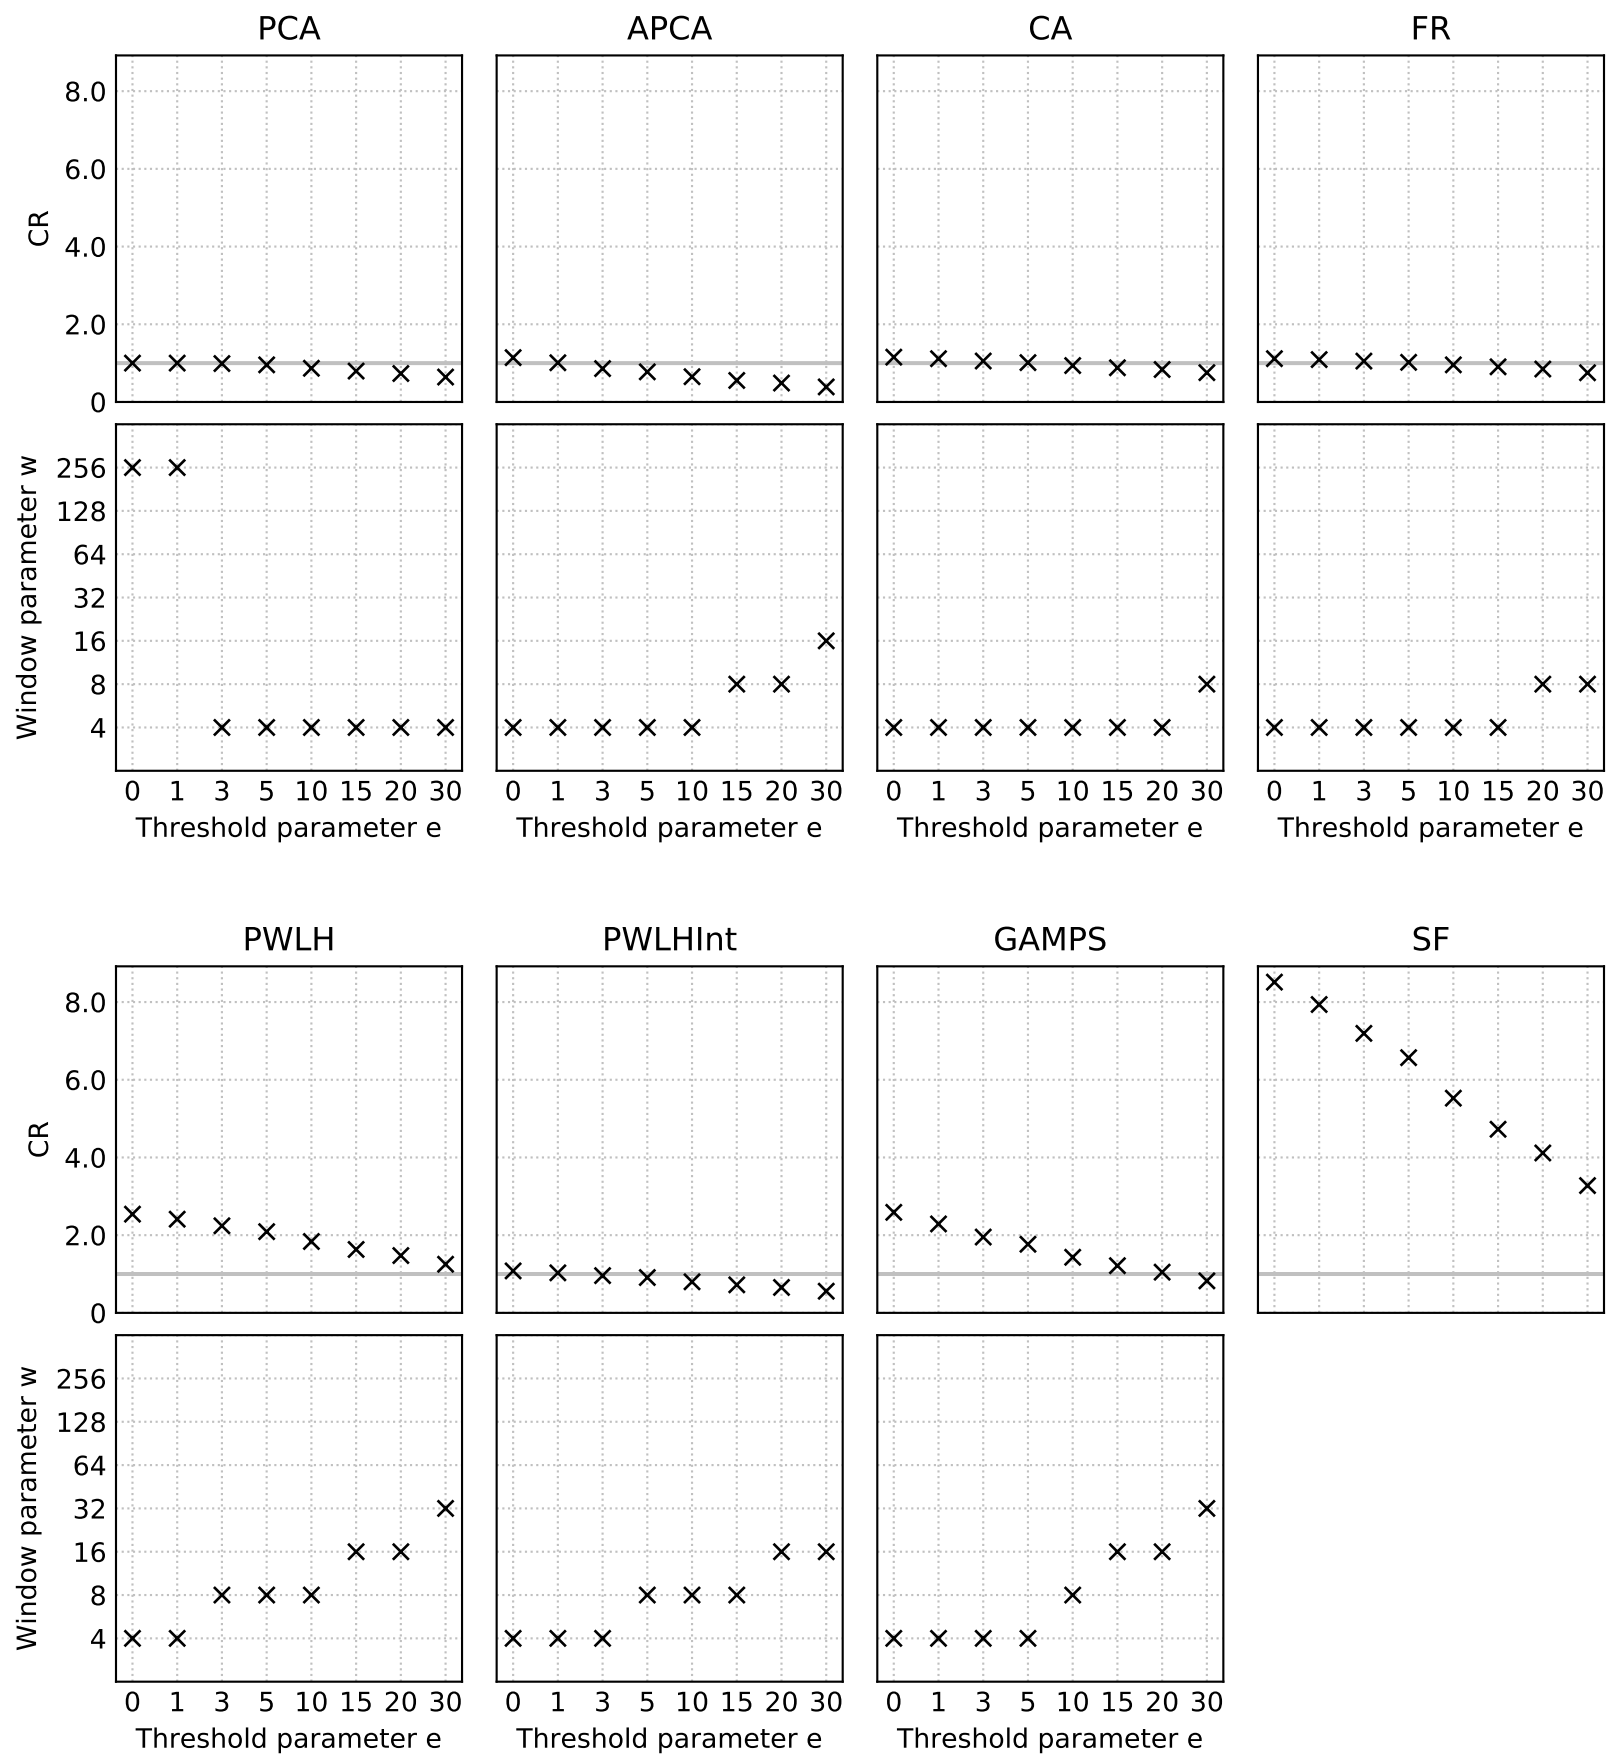 PCA APCA CA FR
8.0
6.0
4.0
2.0
0
CR
256
128
64
32
16
8
4
Window parameter w
0 1 3 5 10 15 20 30 0 1 3 5 10 15 20 30 0 1 3 5 10 15 20 30 0 1 3 5 10 15 20 30
Threshold parameter e Threshold parameter e Threshold parameter e Threshold parameter e
PWLH PWLHInt GAMPS SF
8.0
6.0
4.0
2.0
0
CR
256
128
64
32
16
8
4
Window parameter w
0 1 3 5 10 15 20 30 0 1 3 5 10 15 20 30 0 1 3 5 10 15 20 30
Threshold parameter e Threshold parameter e Threshold parameter e